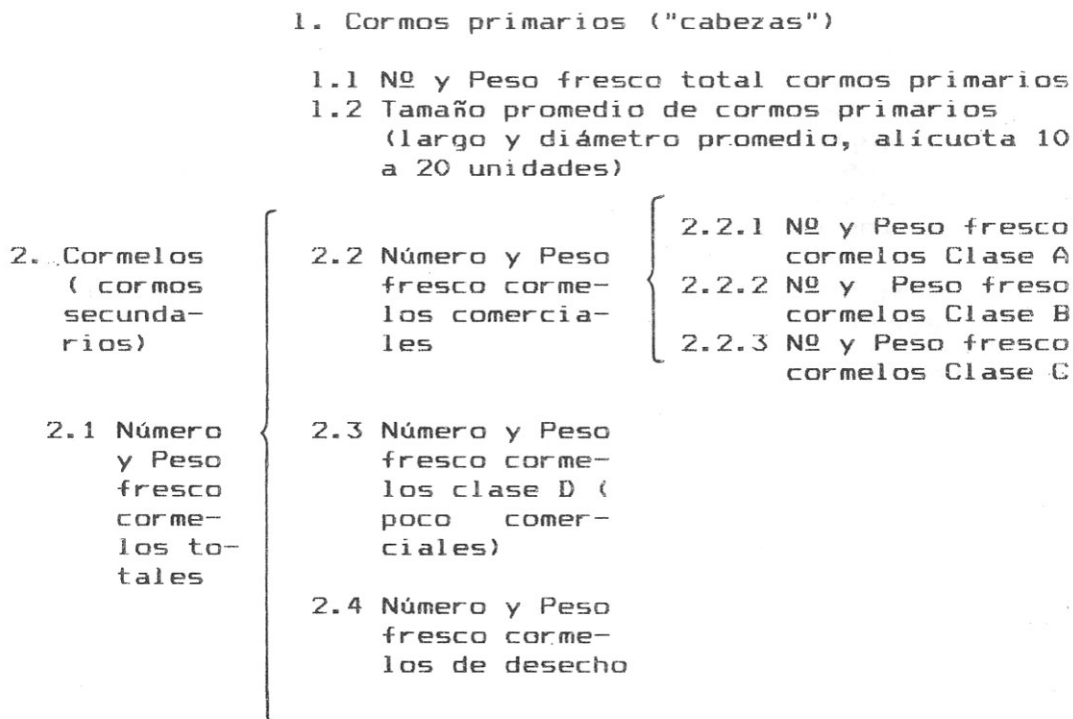 1. Cormos primarios ("cabezas")
1.1 Nº y Peso fresco total cormos primarios
1.2 Tamaño promedio de cormos primarios
(largo y diámetro promedio, alícuota 10
a 20 unidades)
2. Cormelos
( cormos
secunda-
rios)
2.1 Número
y Peso
fresco
corme-
los to-
tales
2.2 Número y Peso
fresco corme-
los comercia-
les
2.2.1 Nº y Peso fresco
cormelos Clase A
2.2.2 Nº y Peso freso
cormelos Clase B
2.2.3 Nº y Peso fresco
cormelos Clase C
2.3 Número y Peso
fresco corme-
los clase D (
poco comer-
ciales)
2.4 Número y Peso
fresco corme-
los de desecho